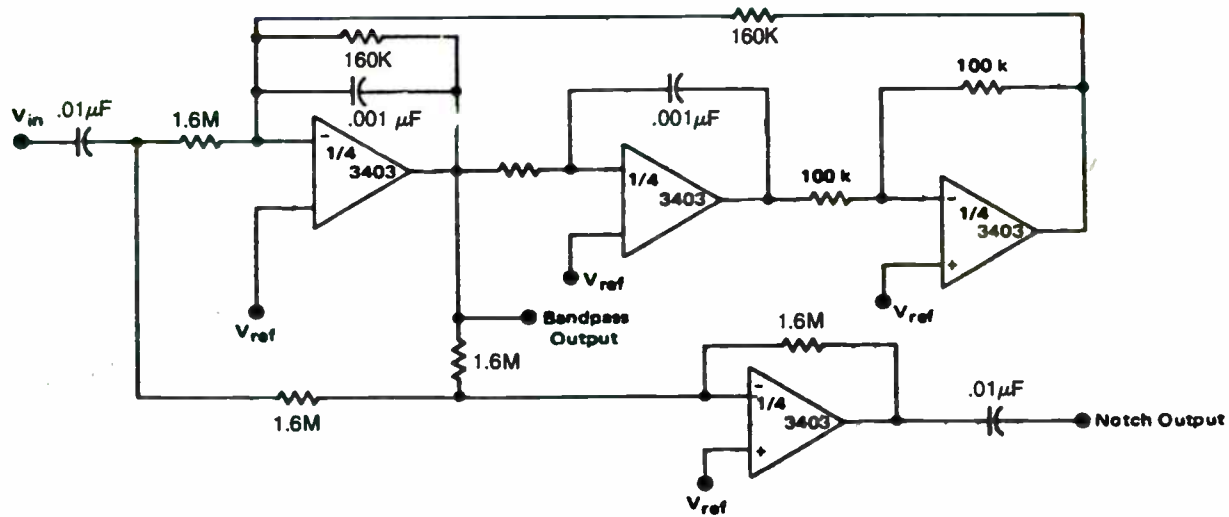 160K
160K
100 k
.01µF
.001 µF
.001µF
Vin
1.6M
-
1/4
3403
-
1/4
3403
100 k
-
1/4
3403
+
Vref
Vref
Vref
Bandpass
Output
1.6M
1.6M
1.6M
-
1/4
3403
+
.01µF
Notch Output
Vref